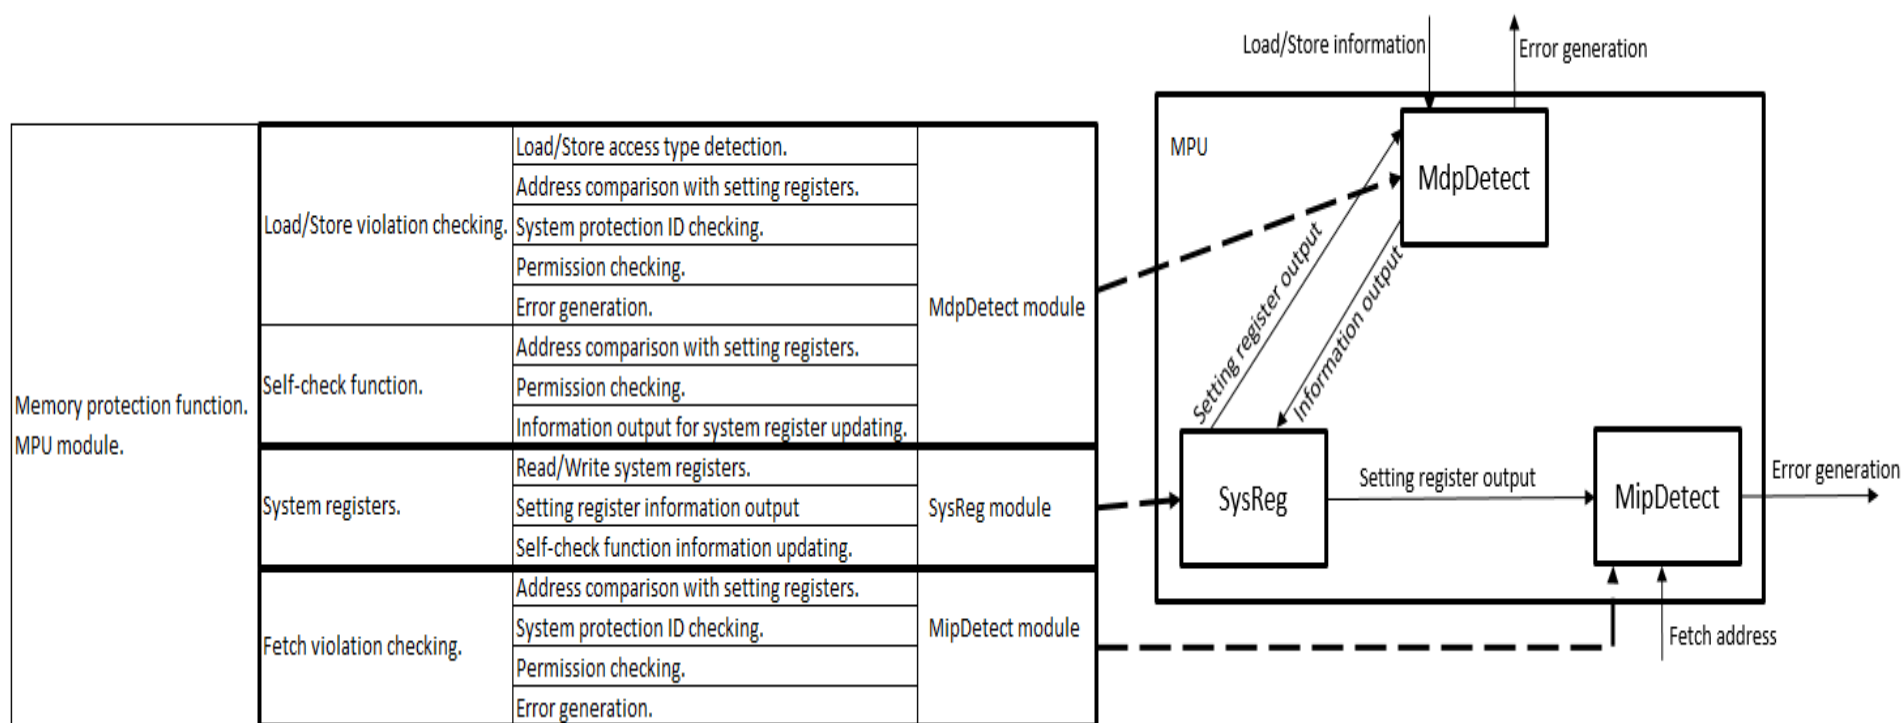 Memory protection function.
MPU module.
Load/Store violation checking.
Load/Store access type detection.
Address comparison with setting registers.
System protection ID checking.
Permission checking.
Error generation.
Self-check function.
Address comparison with setting registers.
Permission checking.
Information output for system register updating.
MdpDetect module
System registers.
Read/Write system registers.
Setting register information output
Self-check function information updating.
SysReg module
Fetch violation checking.
Address comparison with setting registers.
System protection ID checking.
Permission checking.
Error generation.
MipDetect module
Load/Store information
Error generation
MPU
MdpDetect
Setting register output
Information output
SysReg
Setting register output
MipDetect
Error generation
Fetch address